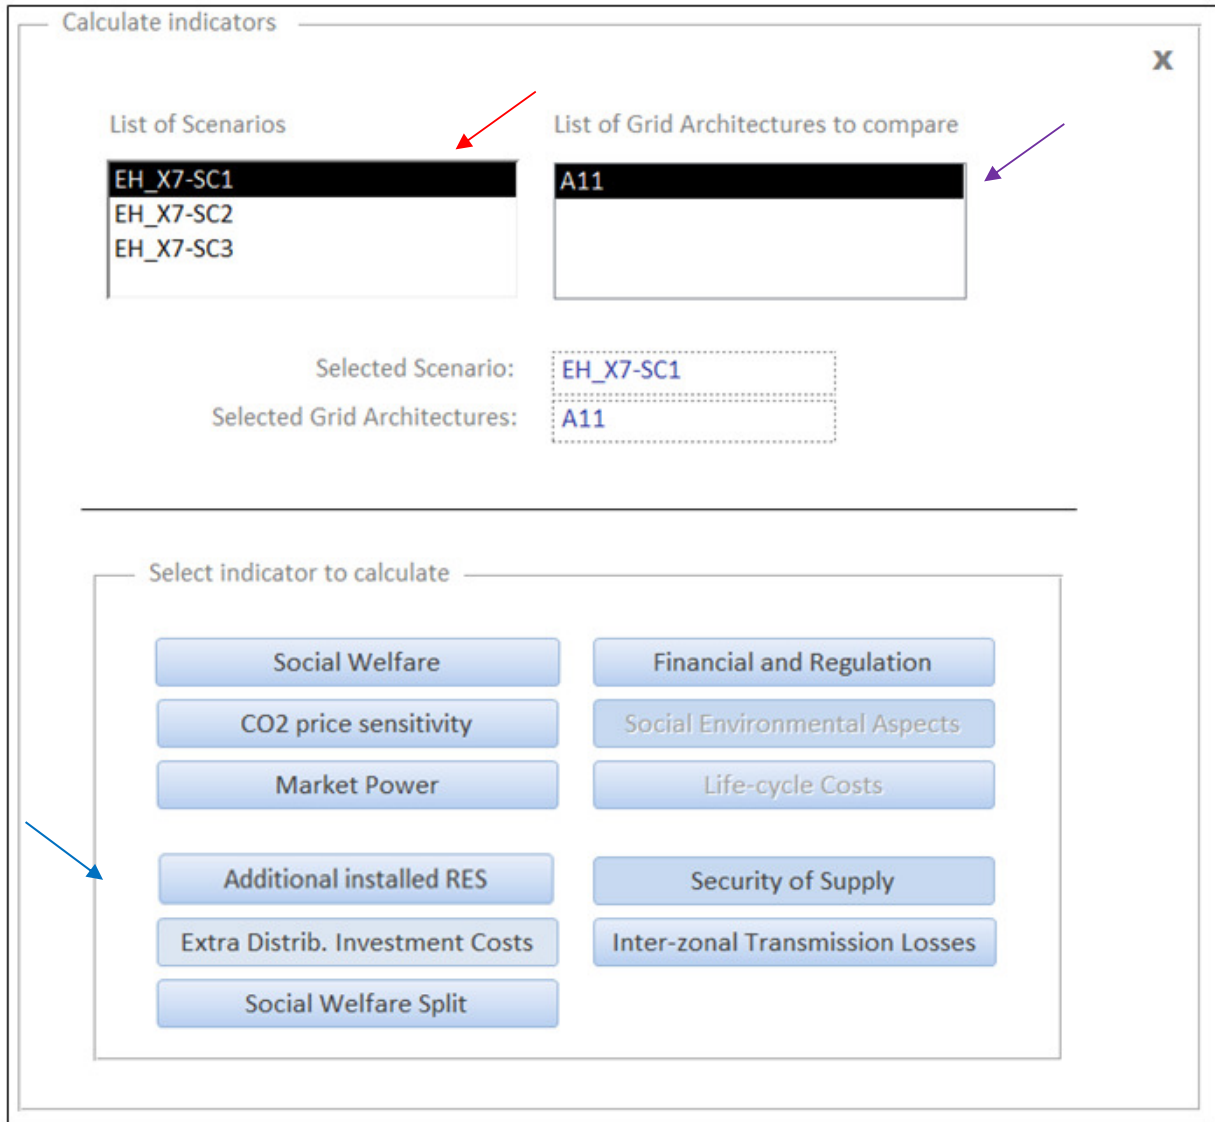 Calculate indicators
X
List of Scenarios
List of Grid Architectures to compare
EH_X7-SC1
EH_X7-SC2
EH_X7-SC3
A11
Selected Scenario:
EH_X7-SC1
Selected Grid Architectures:
A11
Select indicator to calculate
Social Welfare
Financial and Regulation
CO2 price sensitivity
Social Environmental Aspects
Market Power
Life-cycle Costs
Additional installed RES
Security of Supply
Extra Distrib. Investment Costs
Inter-zonal Transmission Losses
Social Welfare Split